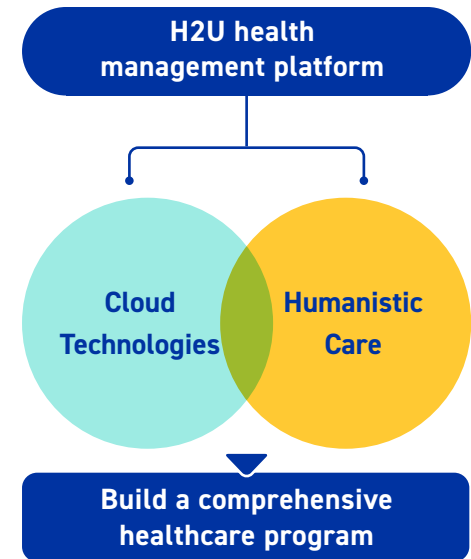 H2U health
management platform
Cloud
Technologies
Humanistic
Care
Build a comprehensive
healthcare program